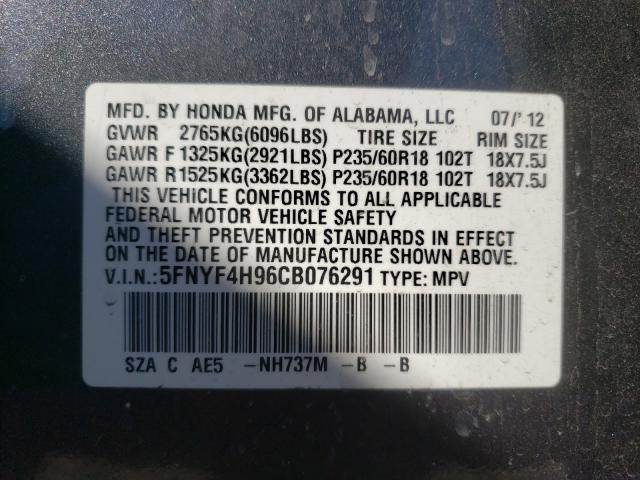 MFD. BY HONDA MFG. OF ALABAMA, LLC 07/'12
GVWR 2765KG(6096LBS) TIRE SIZE RIM SIZE
GAWR F 1325KG(2921LBS) P235/60R18 102T 18X7.5J
GAWR R 1525KG(3362LBS) P235/60R18 102T 18X7.5J
THIS VEHICLE CONFORMS TO ALL APPLICABLE
FEDERAL MOTOR VEHICLE SAFETY
AND THEFT PREVENTION STANDARDS IN EFFECT
ON THE DATE OF MANUFACTURE SHOWN ABOVE.
V.I.N.:5FNYF4H96CB076291 TYPE: MPV
SZA C AE5 -NH737M -B -B